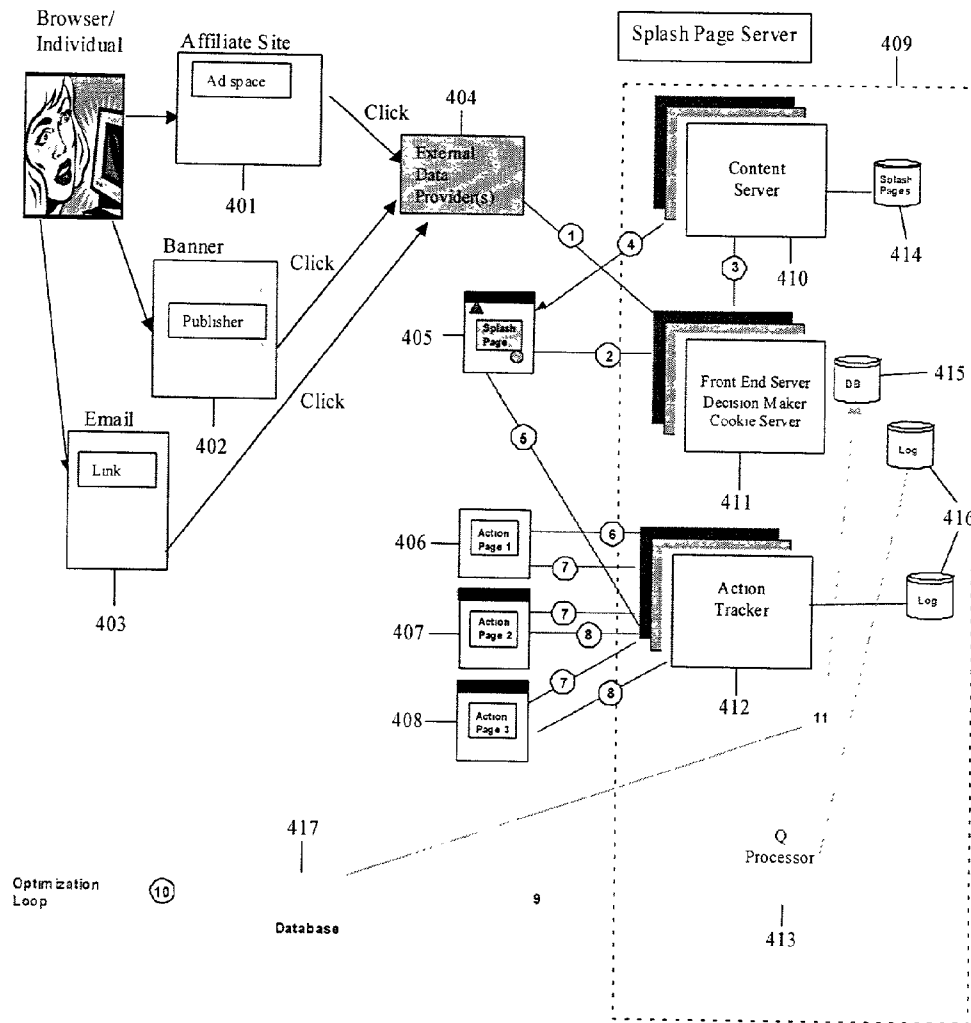 Browser/
Individual
Affiliate Site
Ad space
401
Click
404
External
Data
Provider(s)
Splash Page Server
409
Content
Server
410
Splash
Pages
414
1
4
3
Banner
Publisher
402
Click
405
Splash
Page
2
Front End Server
Decision Maker
Cookie Server
411
DB
415
Log
416
Email
Link
403
Click
5
406
Action
Page 1
6
7
407
Action
Page 2
7
8
408
Action
Page 3
7
8
Action
Tracker
412
Log
11
417
Q
Processor
413
Optimization
Loop
10
9
Database